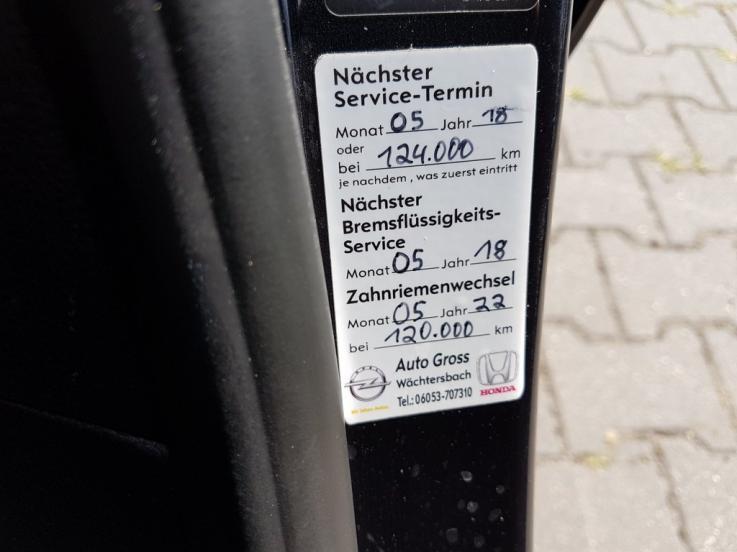 Nächster
Service-Termin
Monat 05 Jahr 18
oder
bei 124.000 km
je nachdem, was zuerst eintritt
Nächster
Bremsflüssigkeits-
Service
Monat 05 Jahr 18
Zahnriemenwechsel
Monat 05 Jahr 22
bei 120.000 km
Auto Gross
Wächtersbach
Tel.: 06053-707310
HONDA